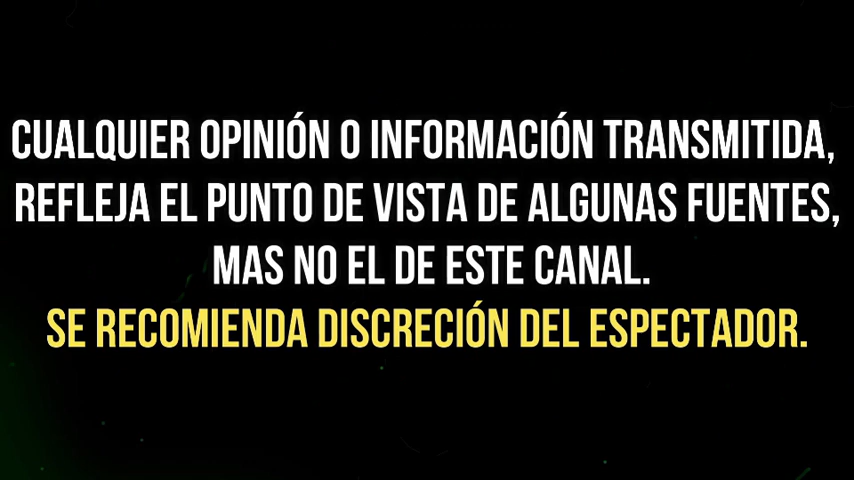 CUALQUIER OPINIÓN O INFORMACIÓN TRANSMITIDA,
REFLEJA EL PUNTO DE VISTA DE ALGUNAS FUENTES,
MAS NO EL DE ESTE CANAL.
SE RECOMIENDA DISCRECIÓN DEL ESPECTADOR.